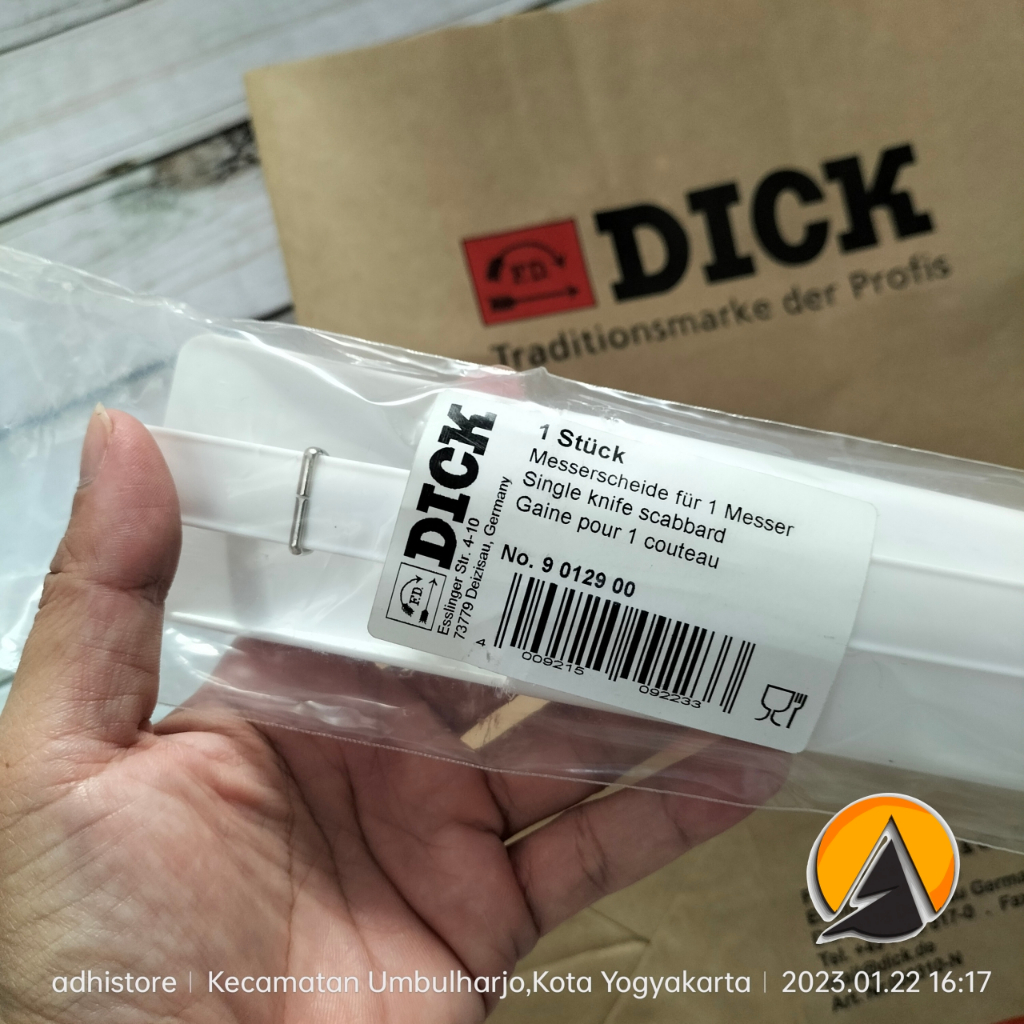 F.D.
DICK
Traditionsmarke der Profis
DICK
F.D.
Esslinger Str. 4-10
73779 Deizisau, Germany
1 Stück
Messerscheide für 1 Messer
Single knife scabbard
Gaine pour 1 couteau
No. 9 0129 00
4 009215 092233
adhistore | Kecamatan Umbulharjo,Kota Yogyakarta | 2023.01.22 16:17